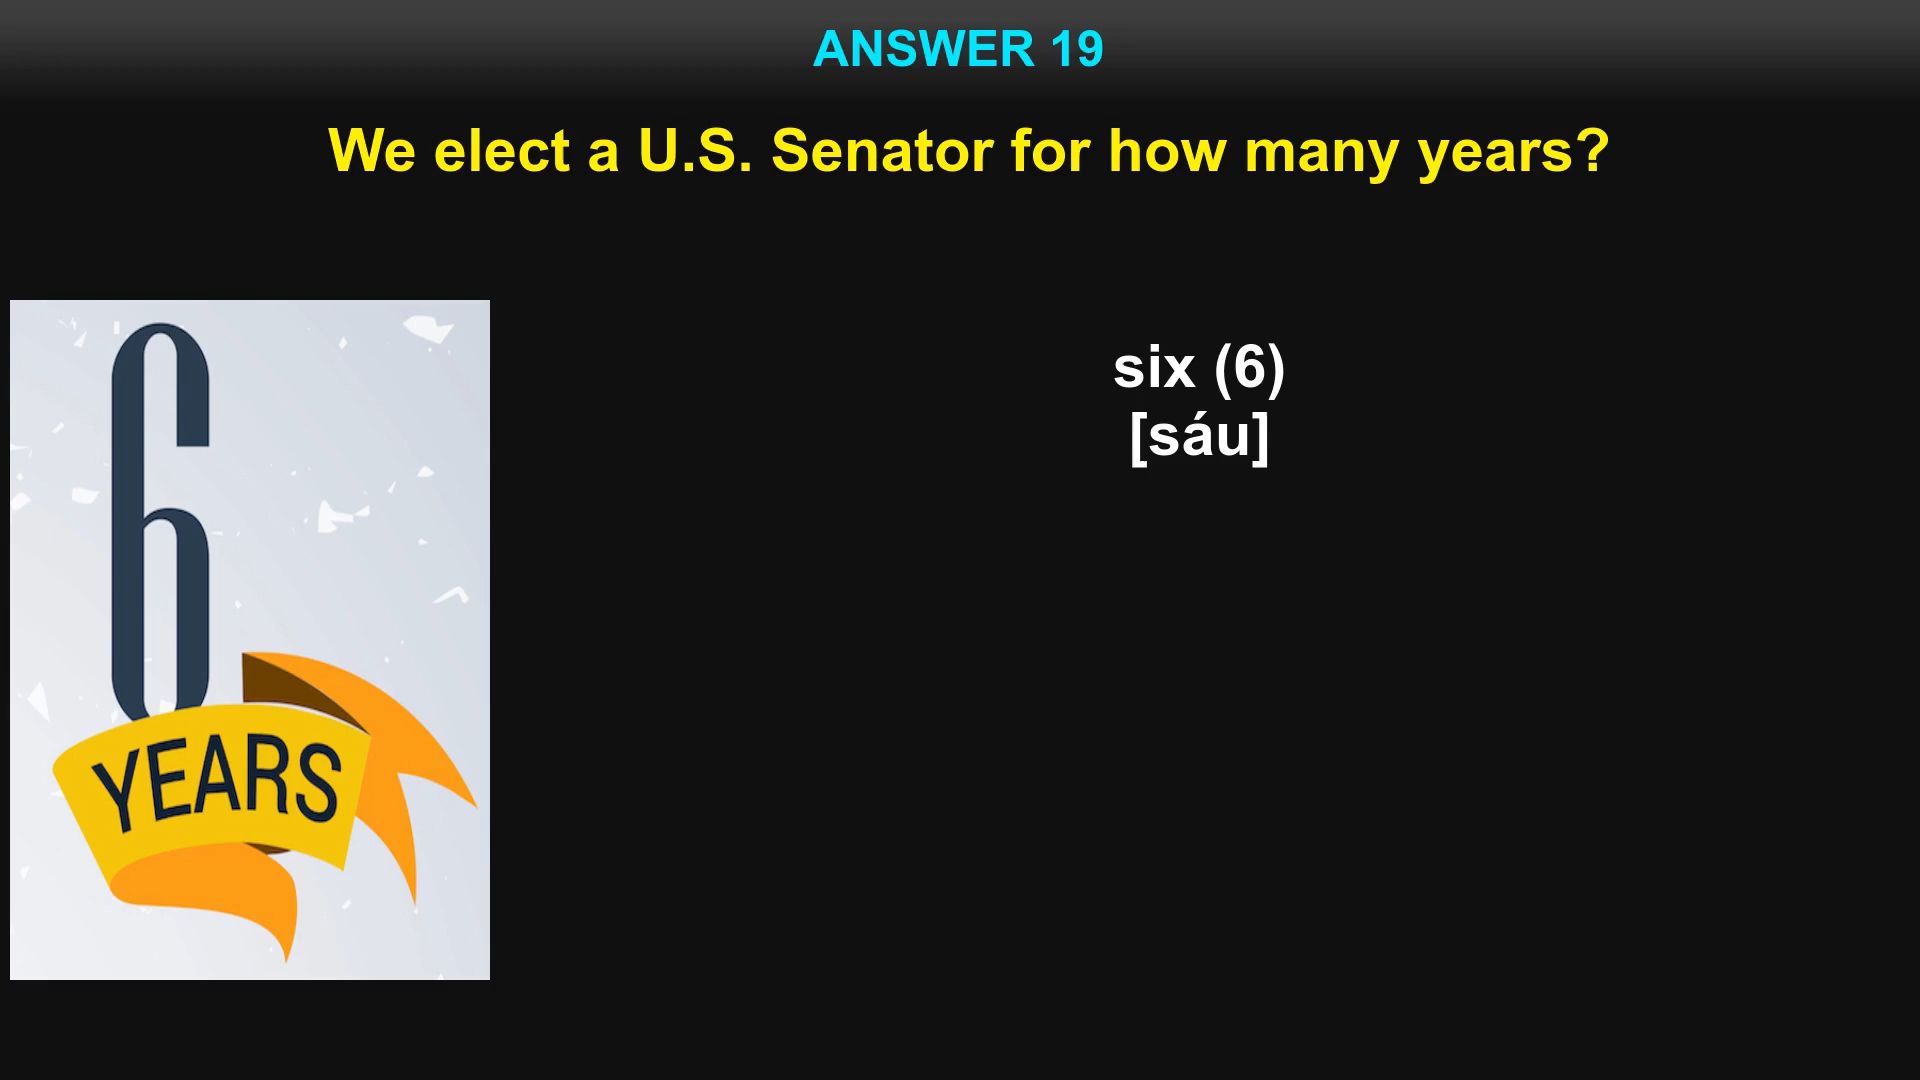 ANSWER 19
We elect a U.S. Senator for how many years?
six (6)
[sáu]
6
YEARS